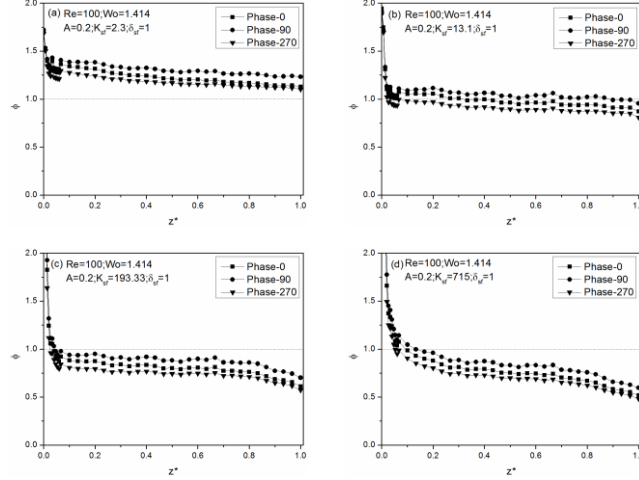 (a) Re=100;Wo=1.414
A=0.2;K_sf=2.3;δ_sf=1
Phase-0
Phase-90
Phase-270
2.0
1.5
1.0
0.5
0.0
ϕ
0.0 0.2 0.4 0.6 0.8 1.0
z*
(b) Re=100;Wo=1.414
A=0.2;K_sf=13.1;δ_sf=1
Phase-0
Phase-90
Phase-270
2.0
1.5
1.0
0.5
0.0
ϕ
0.0 0.2 0.4 0.6 0.8 1.0
z*
(c) Re=100;Wo=1.414
A=0.2;K_sf=193.33;δ_sf=1
Phase-0
Phase-90
Phase-270
2.0
1.5
1.0
0.5
0.0
ϕ
0.0 0.2 0.4 0.6 0.8 1.0
z*
(d) Re=100;Wo=1.414
A=0.2;K_sf=715;δ_sf=1
Phase-0
Phase-90
Phase-270
2.0
1.5
1.0
0.5
0.0
ϕ
0.0 0.2 0.4 0.6 0.8 1.0
z*